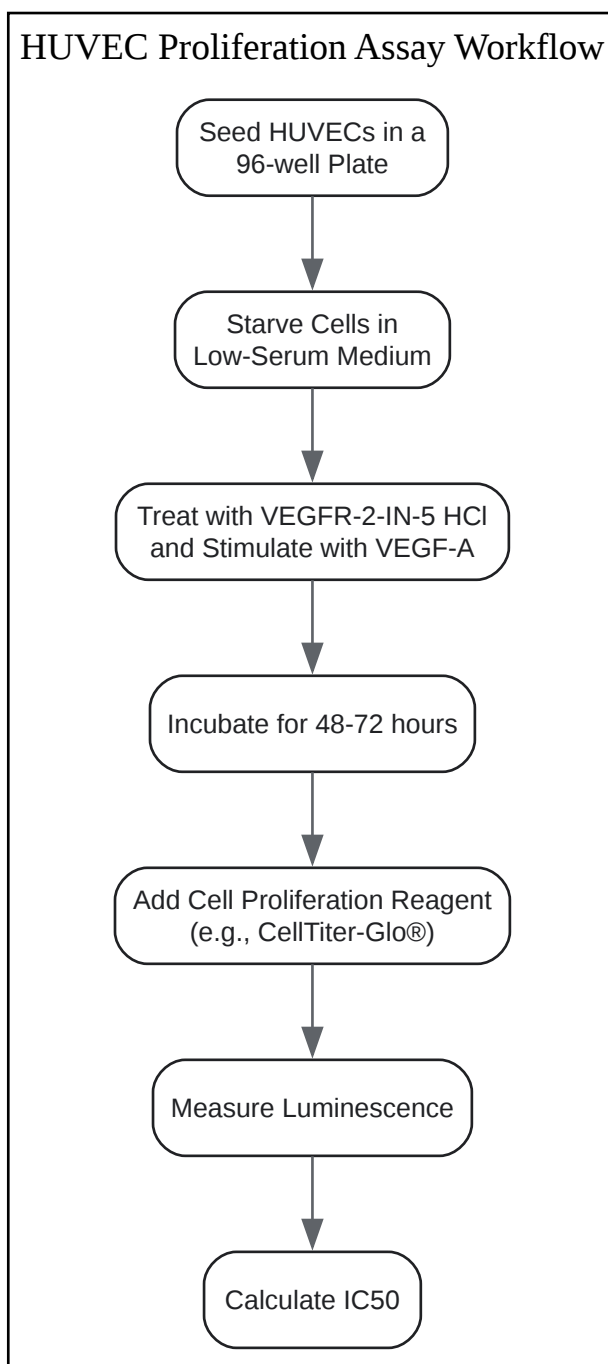 HUVEC Proliferation Assay Workflow
Seed HUVECs in a
96-well Plate
Starve Cells in
Low-Serum Medium
Treat with VEGFR-2-IN-5 HCl
and Stimulate with VEGF-A
Incubate for 48-72 hours
Add Cell Proliferation Reagent
(e.g., CellTiter-Glo®)
Measure Luminescence
Calculate IC50